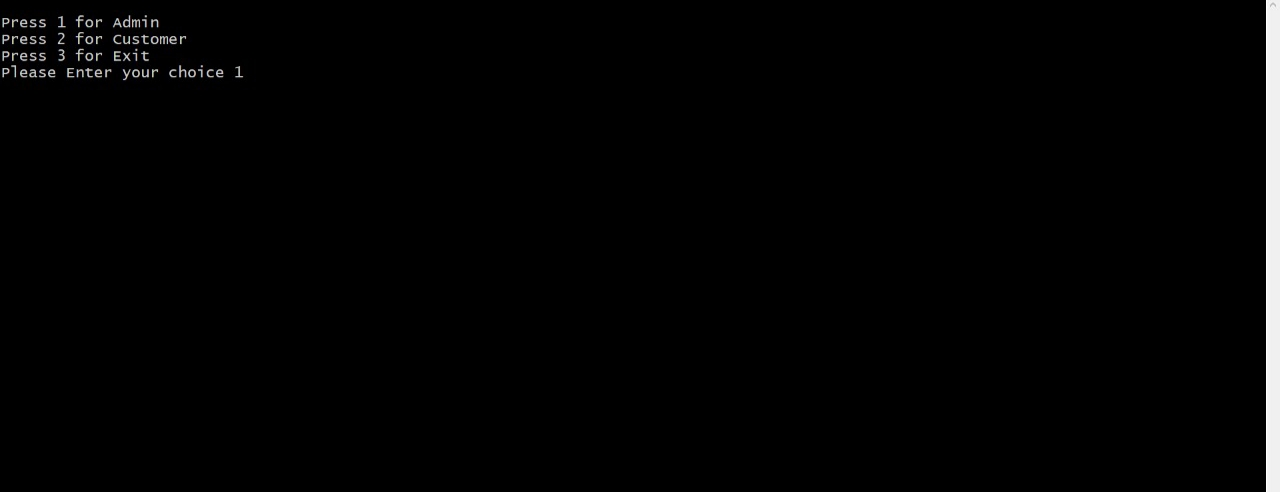 Press 1 for Admin
Press 2 for Customer
Press 3 for Exit
Please Enter your choice 1